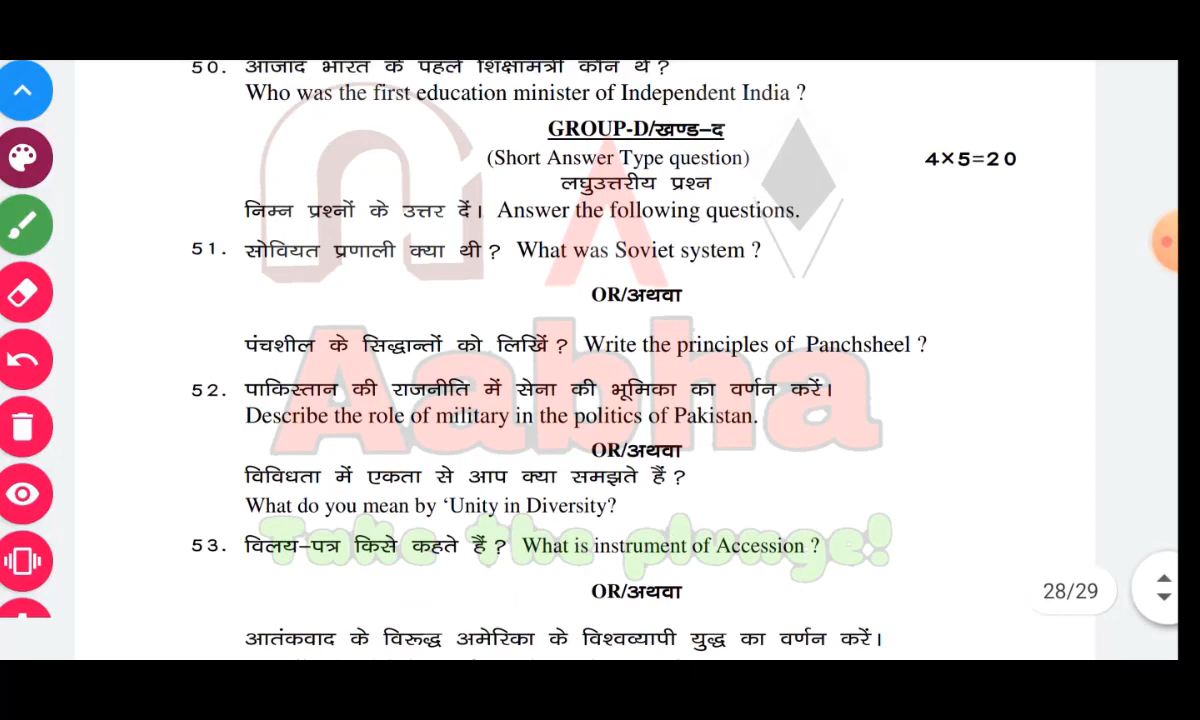 50. आजाद भारत के पहले शिक्षामंत्री कौन थे ?
Who was the first education minister of Independent India ?
GROUP-D/खण्ड-द
(Short Answer Type question) 4×5=20
लघुउत्तरीय प्रश्न
निम्न प्रश्नों के उत्तर दें। Answer the following questions.
51. सोवियत प्रणाली क्या थी ? What was Soviet system ?
OR/अथवा
पंचशील के सिद्धान्तों को लिखें ? Write the principles of Panchsheel ?
Aabha
52. पाकिस्तान की राजनीति में सेना की भूमिका का वर्णन करें।
Describe the role of military in the politics of Pakistan.
OR/अथवा
विविधता में एकता से आप क्या समझते हैं ?
What do you mean by ‘Unity in Diversity?
Take the plunge!
53. विलय-पत्र किसे कहते हैं ? What is instrument of Accession ?
OR/अथवा
28/29
आतंकवाद के विरूद्ध अमेरिका के विश्वव्यापी युद्ध का वर्णन करें।